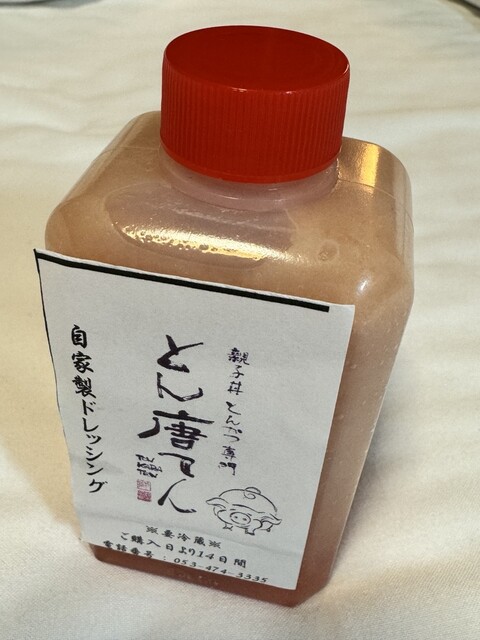 親子丼 とんかつ専門
とん唐てん
自家製ドレッシング
※要冷蔵※
ご購入日より14日間
電話番号：053-474-3335